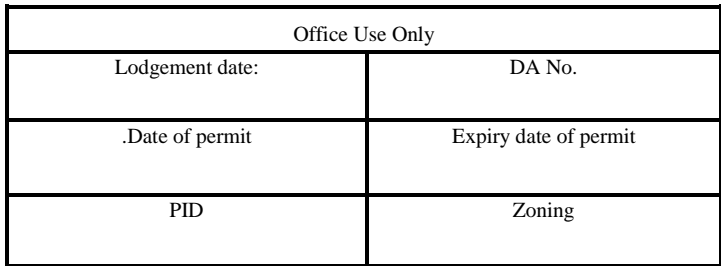 Office Use Only
Lodgement date:
DA No.
.Date of permit
Expiry date of permit
PID
Zoning